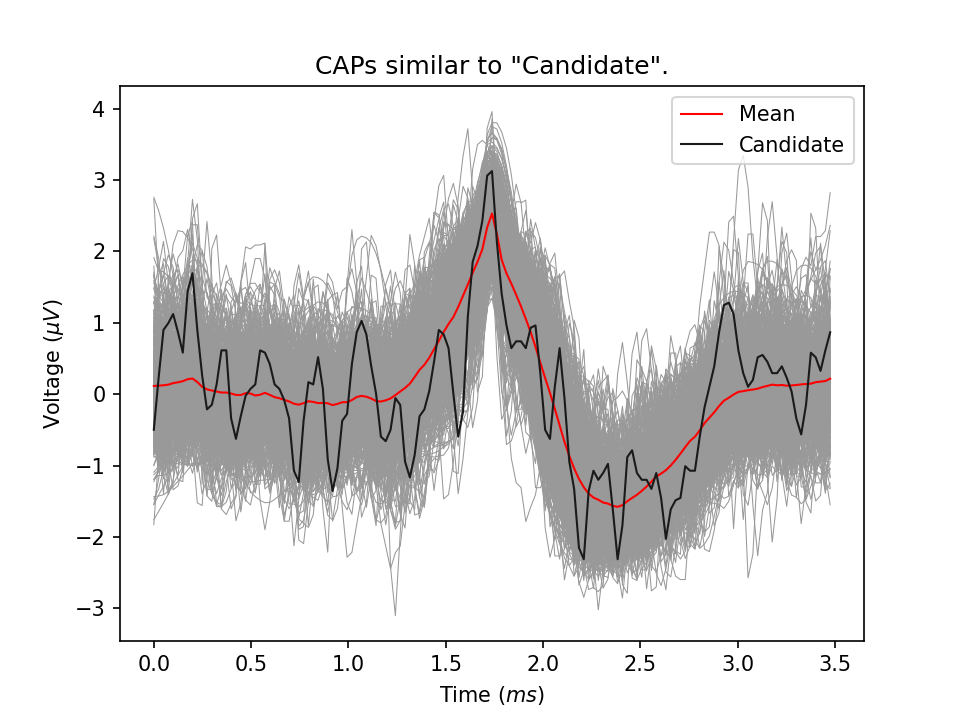 CAPs similar to "Candidate".
Mean
Candidate
4
3
2
1
0
−1
−2
−3
Voltage (μV)
0.0 0.5 1.0 1.5 2.0 2.5 3.0 3.5
Time (ms)